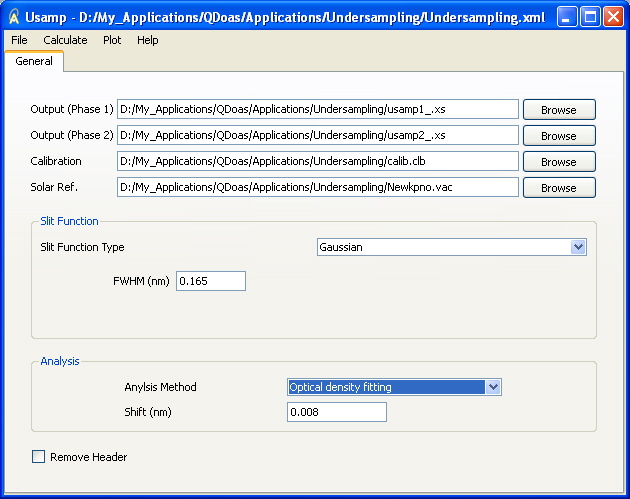 Usamp - D:/My_Applications/QDoas/Applications/Undersampling/Undersampling.xml
File Calculate Plot Help
General
Output (Phase 1) D:/My_Applications/QDoas/Applications/Undersampling/usamp1_.xs Browse
Output (Phase 2) D:/My_Applications/QDoas/Applications/Undersampling/usamp2_.xs Browse
Calibration D:/My_Applications/QDoas/Applications/Undersampling/calib.clb Browse
Solar Ref. D:/My_Applications/QDoas/Applications/Undersampling/Newkpno.vac Browse
Slit Function
Slit Function Type Gaussian
FWHM (nm) 0.165
Analysis
Anylsis Method Optical density fitting
Shift (nm) 0.008
Remove Header